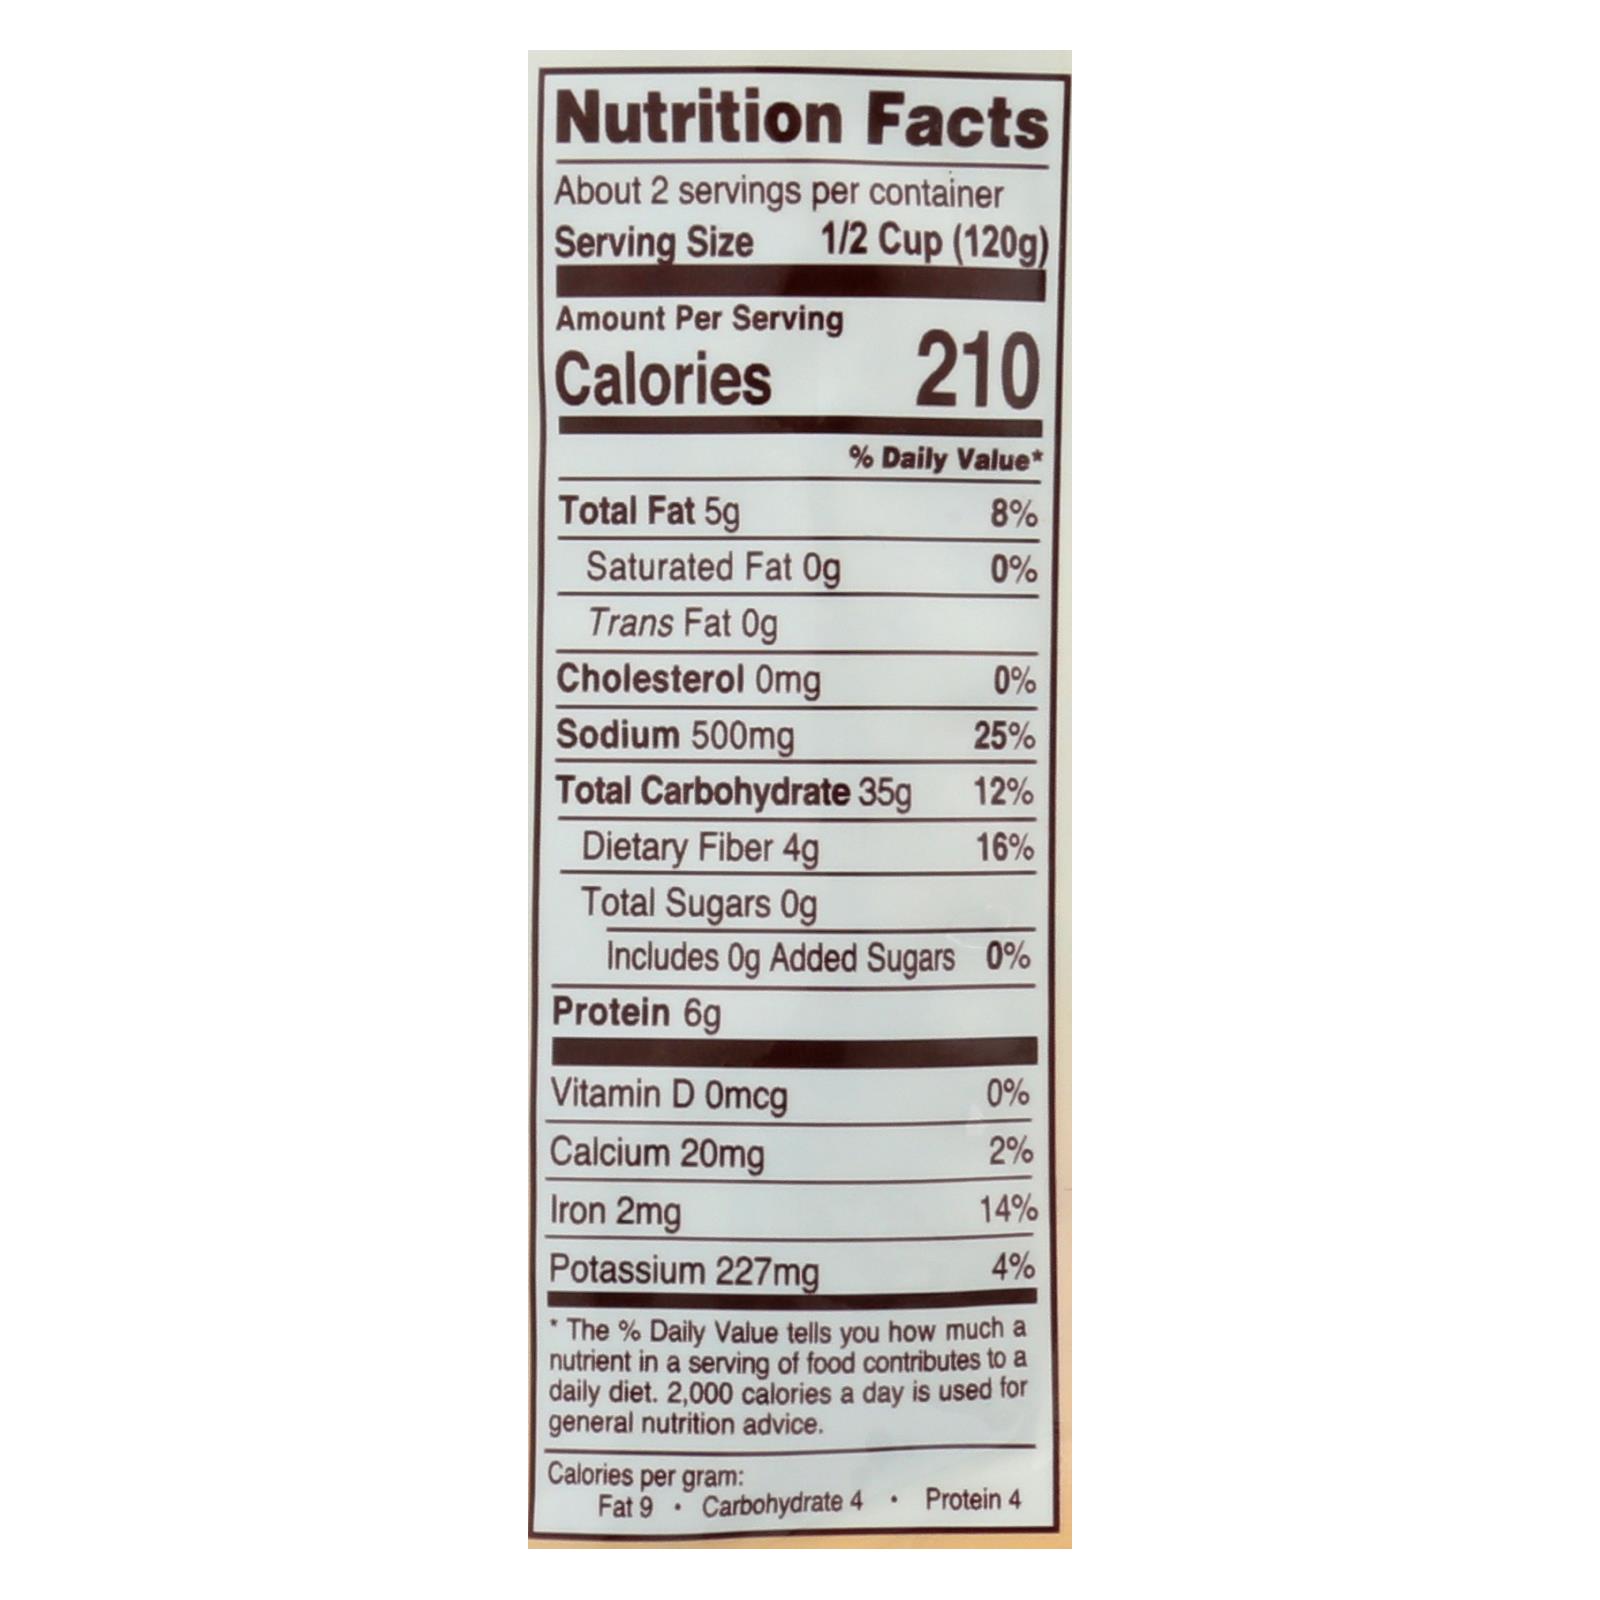 Nutrition Facts
About 2 servings per container
Serving Size 1/2 Cup (120g)
Amount Per Serving
Calories 210
% Daily Value*
Total Fat 5g 8%
Saturated Fat 0g 0%
Trans Fat 0g
Cholesterol 0mg 0%
Sodium 500mg 25%
Total Carbohydrate 35g 12%
Dietary Fiber 4g 16%
Total Sugars 0g
Includes 0g Added Sugars 0%
Protein 6g
Vitamin D 0mcg 0%
Calcium 20mg 2%
Iron 2mg 14%
Potassium 227mg 4%
* The % Daily Value tells you how much a
nutrient in a serving of food contributes to a
daily diet. 2,000 calories a day is used for
general nutrition advice.
Calories per gram:
Fat 9 • Carbohydrate 4 • Protein 4